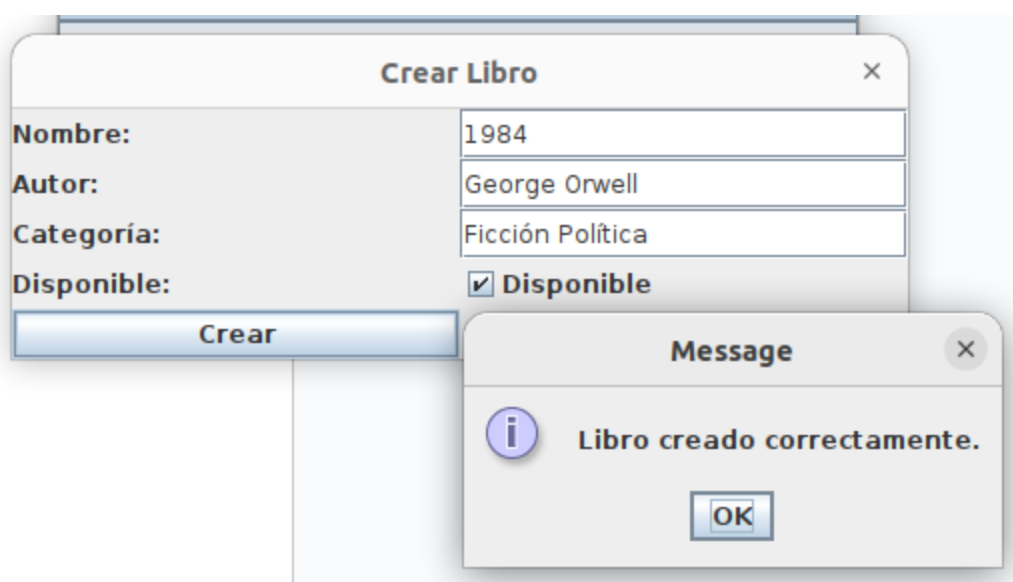 Crear Libro
Nombre: 1984
Autor: George Orwell
Categoría: Ficción Política
Disponible: Disponible
Crear
Message
Libro creado correctamente.
OK